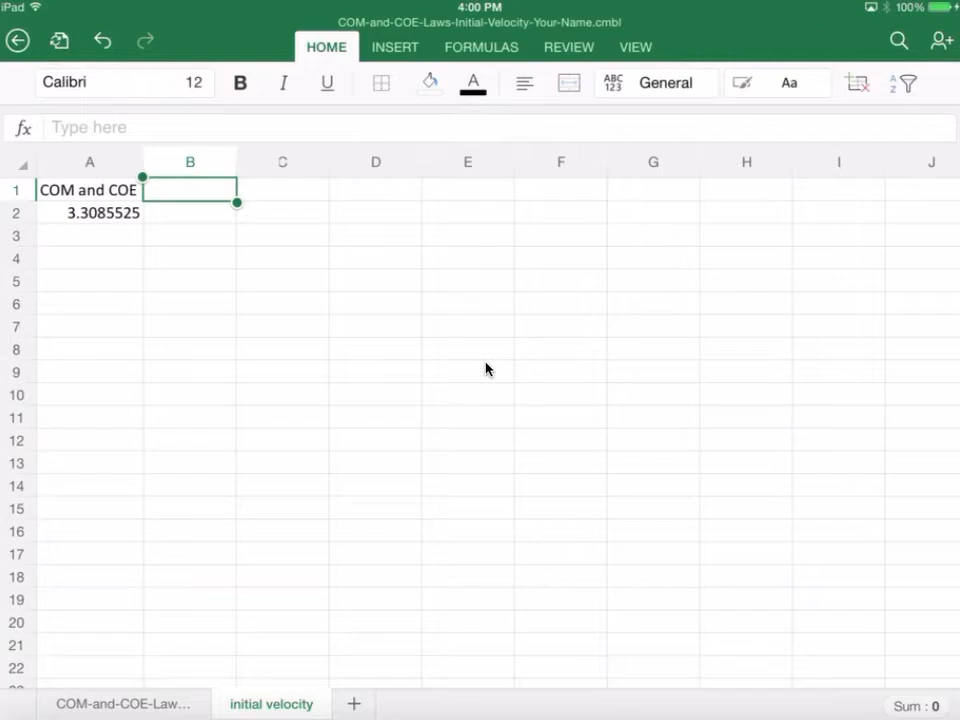 iPad 4:00 PM 100%
COM-and-COE-Laws-Initial-Velocity-Your-Name.cmbl
HOME INSERT FORMULAS REVIEW VIEW
Calibri 12 B I U A ABC 123 General Aa A Z
fx Type here
A B C D E F G H I J
1 COM and COE
2 3.3085525
3
4
5
6
7
8
9
10
11
12
13
14
15
16
17
18
19
20
21
22
COM-and-COE-Law... initial velocity + Sum : 0